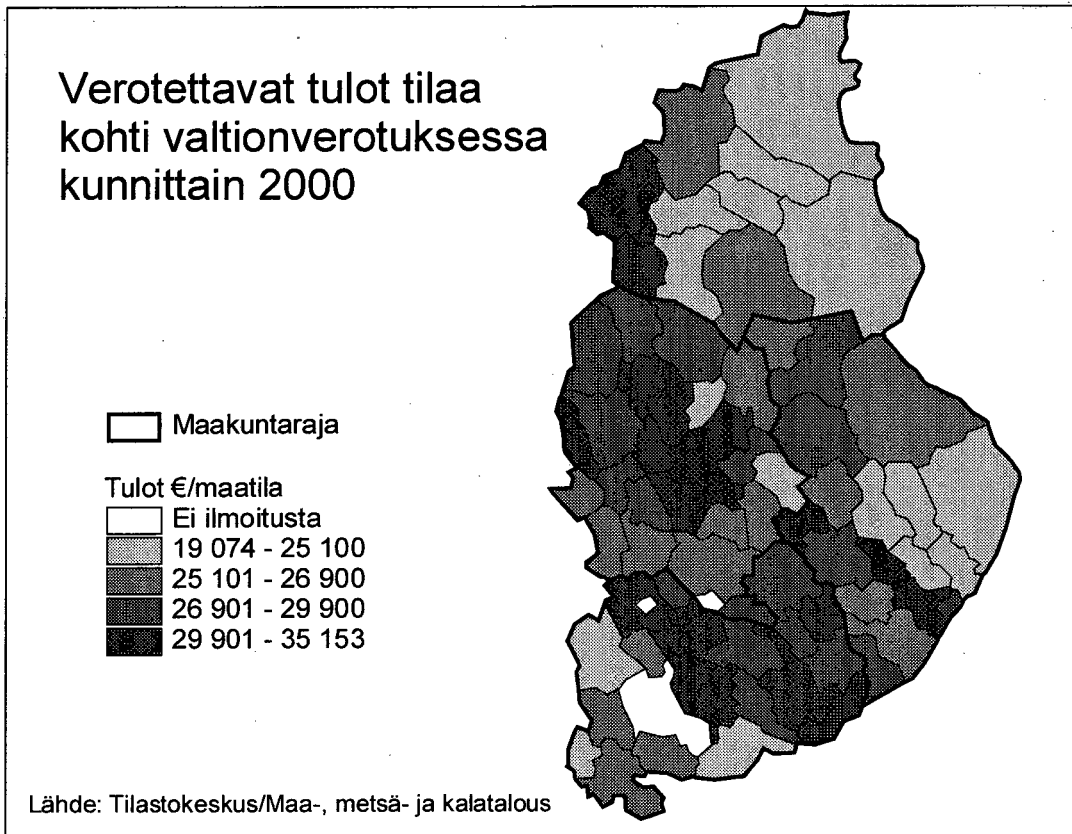 Verotettavat tulot tilaa
kohti valtionverotuksessa
kunnittain 2000
Maakuntaraja
Tulot €/maatila
Ei ilmoitusta
19 074 - 25 100
25 101 - 26 900
26 901 - 29 900
29 901 - 35 153
Lähde: Tilastokeskus/Maa-, metsä- ja kalatalous